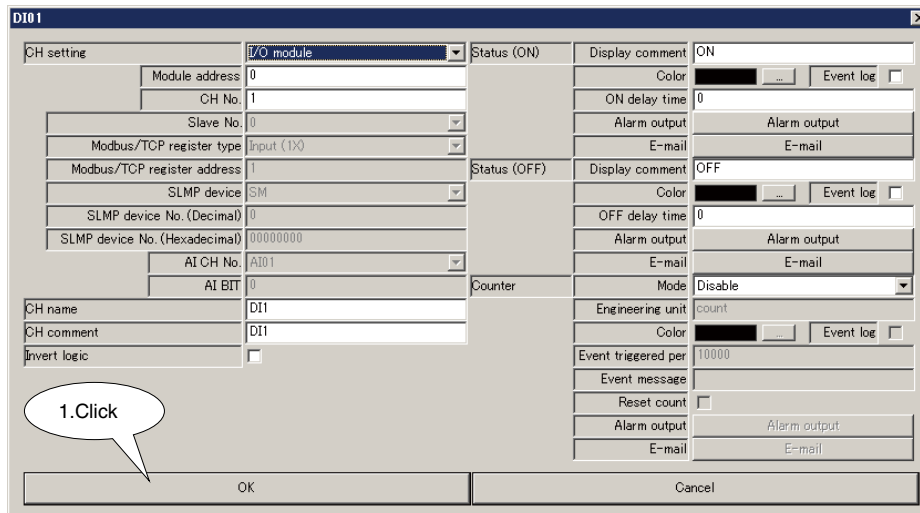 DI01
CH setting I/O module Status (ON) Display comment ON
Module address 0 Color ... Event log
CH No. 1 ON delay time 0
Slave No. 0 Alarm output Alarm output
Modbus/TCP register type Input (1X) E-mail E-mail
Modbus/TCP register address 1 Status (OFF) Display comment OFF
SLMP device SM Color ... Event log
SLMP device No. (Decimal) 0 OFF delay time 0
SLMP device No. (Hexadecimal) 00000000 Alarm output Alarm output
AI CH No. AI01 E-mail E-mail
AI BIT 0 Counter Mode Disable
CH name DI1 Engineering unit count
CH comment DI1 Color ... Event log
Invert logic Event triggered per 10000
Event message
Reset count
1.Click
Alarm output Alarm output
E-mail E-mail
OK Cancel